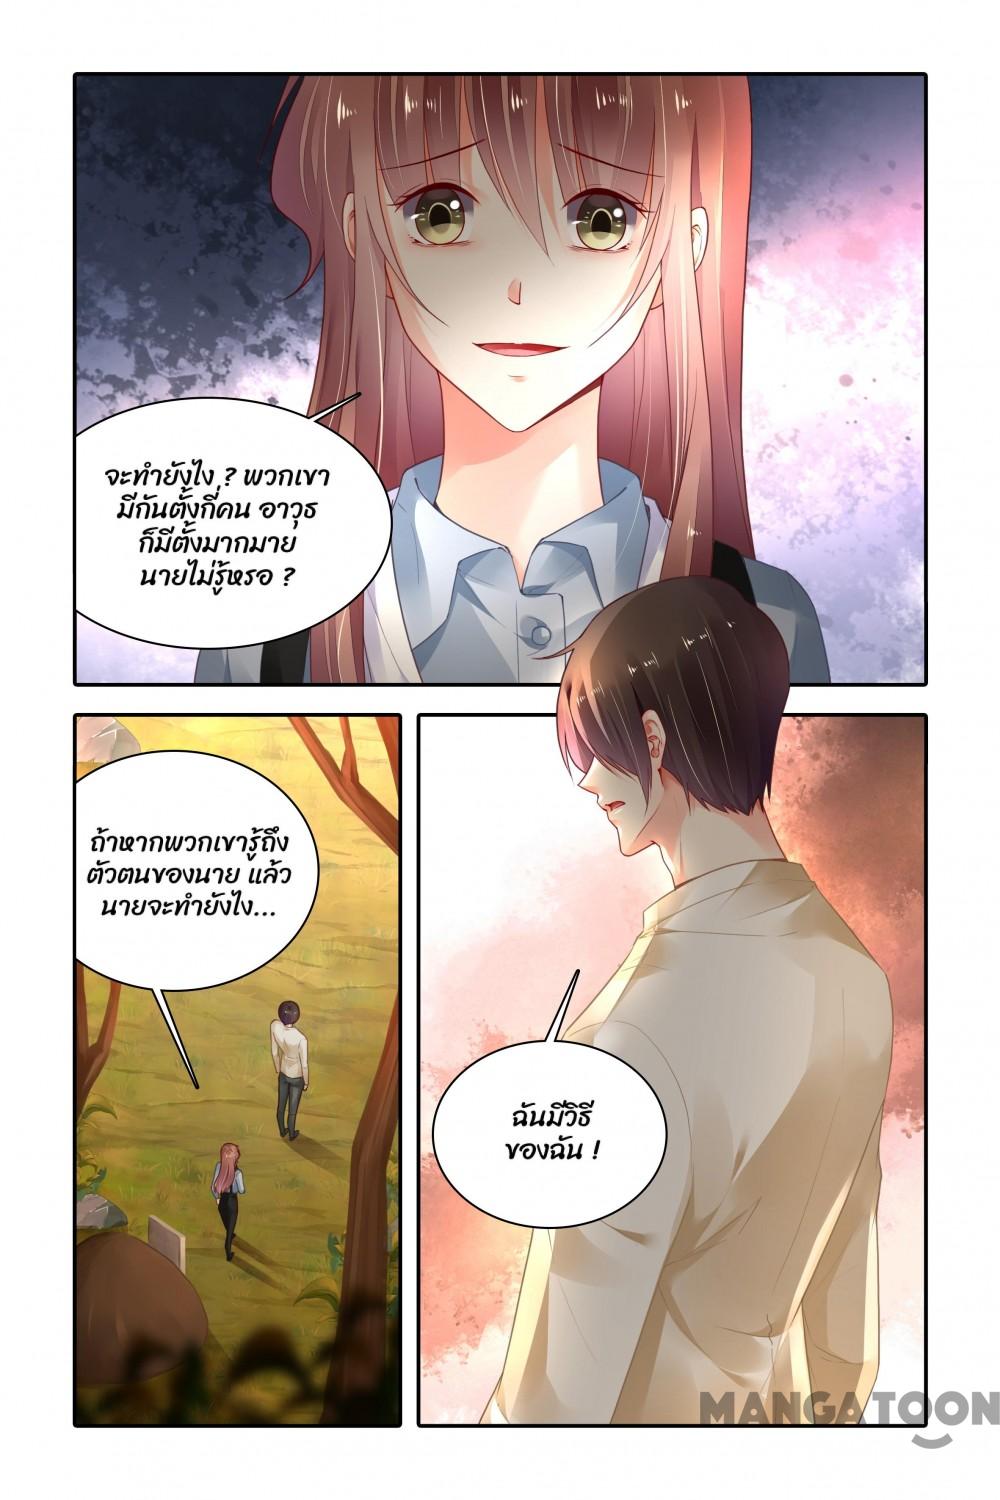 จะทำยังไง ? พวกเขา
มีกันตั้งกี่คน อาวุธ
ก็มีตั้งมากมาย
นายไม่รู้หรอ ?
ถ้าหากพวกเขารู้ถึง
ตัวตนของนาย แล้ว
นายจะทำยังไง...
ฉันมีวิธี
ของฉัน !
MANGATOON